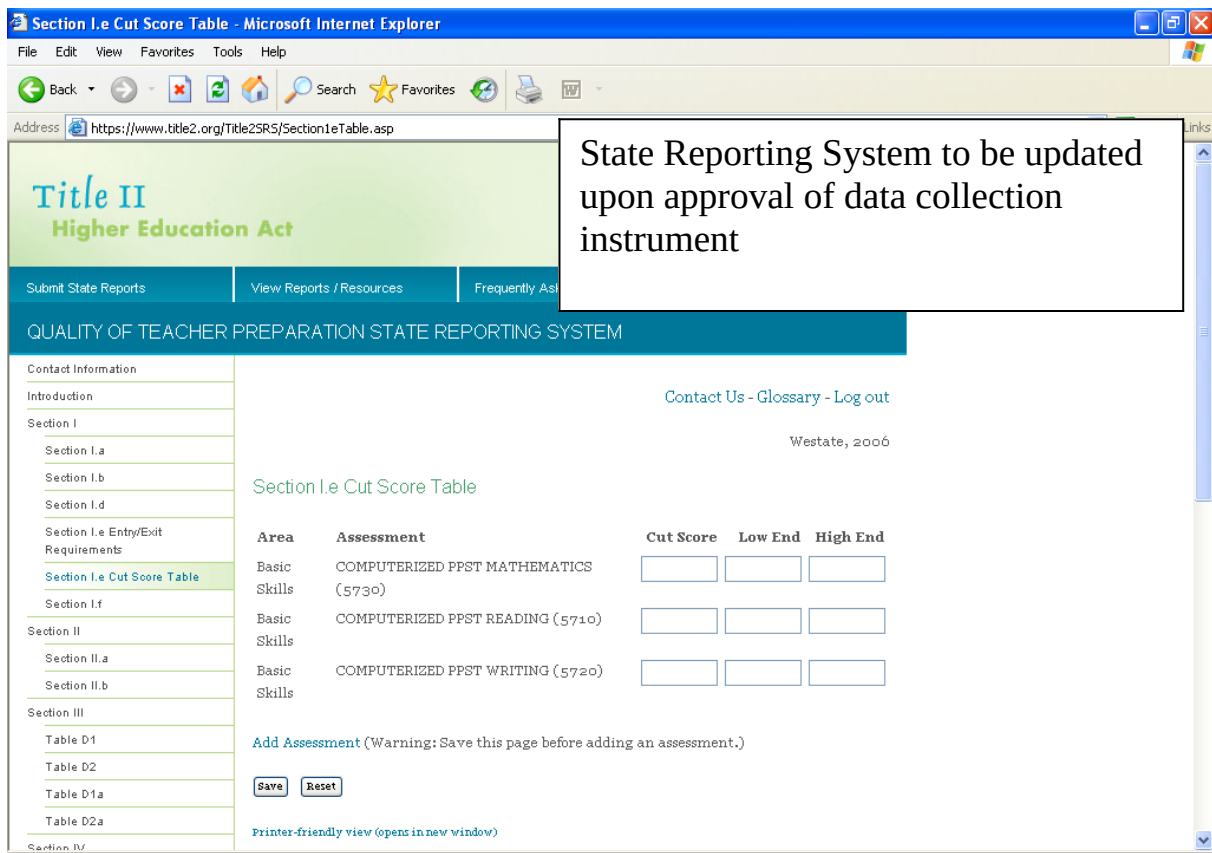 Section I.e Cut Score Table - Microsoft Internet Explorer
File Edit View Favorites Tools Help
Back Search Favorites
Address https://www.title2.org/Title2SRS/Section1eTable.asp
Links
State Reporting System to be updated
upon approval of data collection
instrument
Title II
Higher Education Act
Submit State Reports View Reports / Resources Frequently
QUALITY OF TEACHER PREPARATION STATE REPORTING SYSTEM
Contact Information
Introduction
Section I
Section I.a
Section I.b
Section I.d
Section I.e Entry/Exit
Requirements
Section I.e Cut Score Table
Section I.f
Section II
Section II.a
Section II.b
Section III
Table D1
Table D2
Table D1a
Table D2a
Section IV
Contact Us - Glossary - Log out
Westate, 2006
Section I.e Cut Score Table
Area Assessment Cut Score Low End High End
Basic COMPUTERIZED PPST MATHEMATICS
Skills (5730)
Basic COMPUTERIZED PPST READING (5710)
Skills
Basic COMPUTERIZED PPST WRITING (5720)
Skills
Add Assessment (Warning: Save this page before adding an assessment.)
Save Reset
Printer-friendly view (opens in new window)